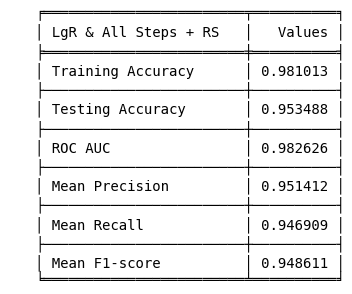 LgR & All Steps + RS Values
Training Accuracy 0.981013
Testing Accuracy 0.953488
ROC AUC 0.982626
Mean Precision 0.951412
Mean Recall 0.946909
Mean F1-score 0.948611